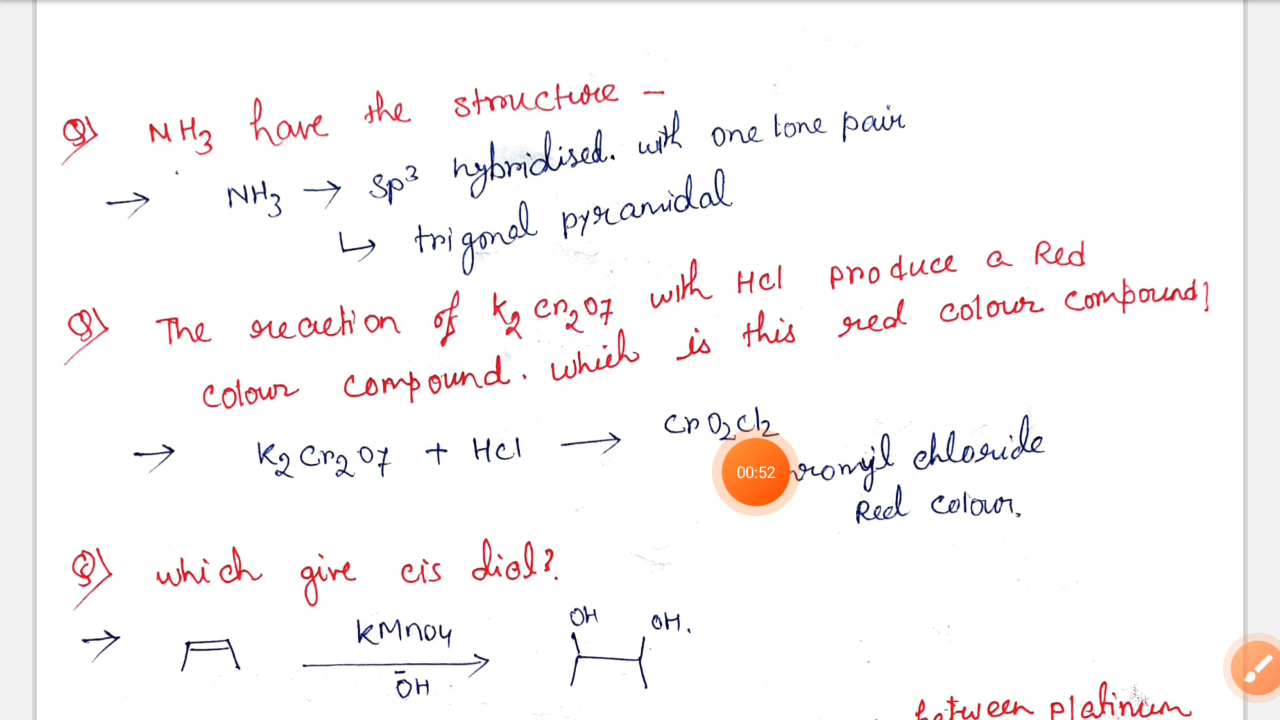 Q) NH3 have the structure -
→ NH3 → Sp³ hybridised. with one lone pair
↳ trigonal pyramidal
Q) The reaction of K2Cr2O7 with HCl produce a Red
colour compound. which is this red colour compound?
→ K2Cr2O7 + HCl → CrO2Cl2
00:52
romyl chloride
Red colour.
Q) which give cis diol?
→ KMnO4 OH OH.
ŌH
between platinum